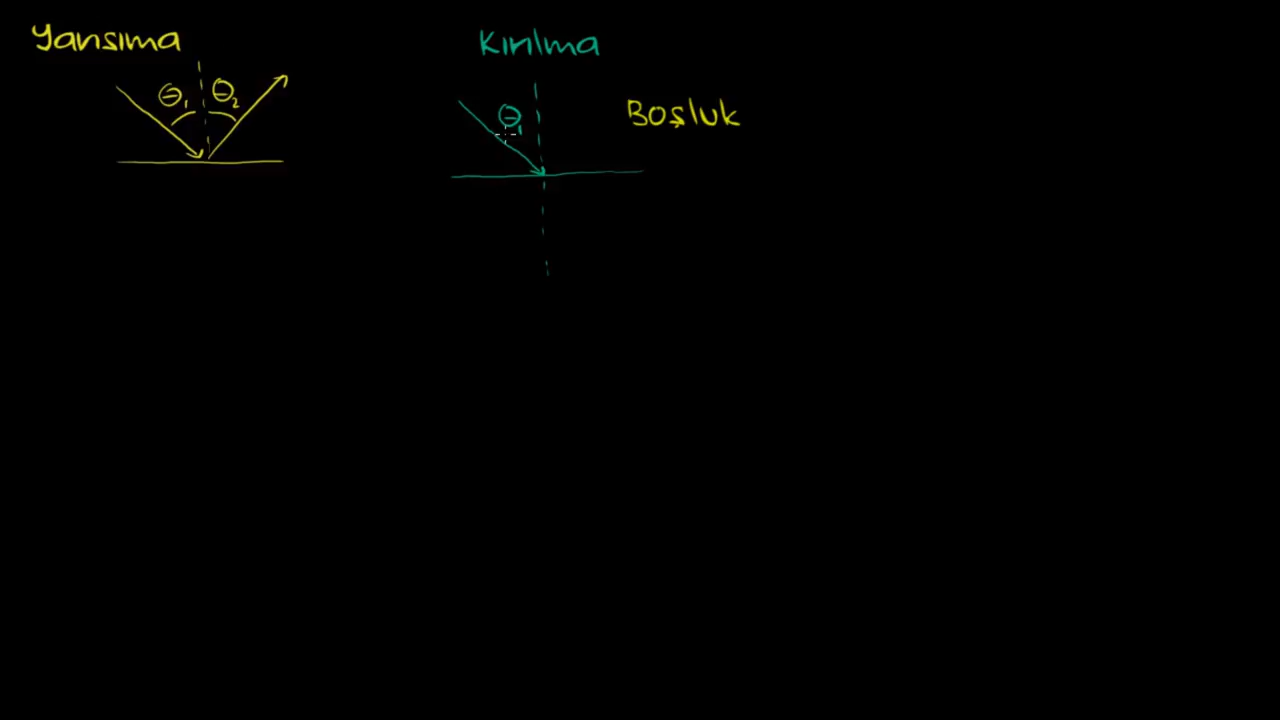 Yansıma
θ₁ θ₂
Kırılma
θ₁
Boşluk